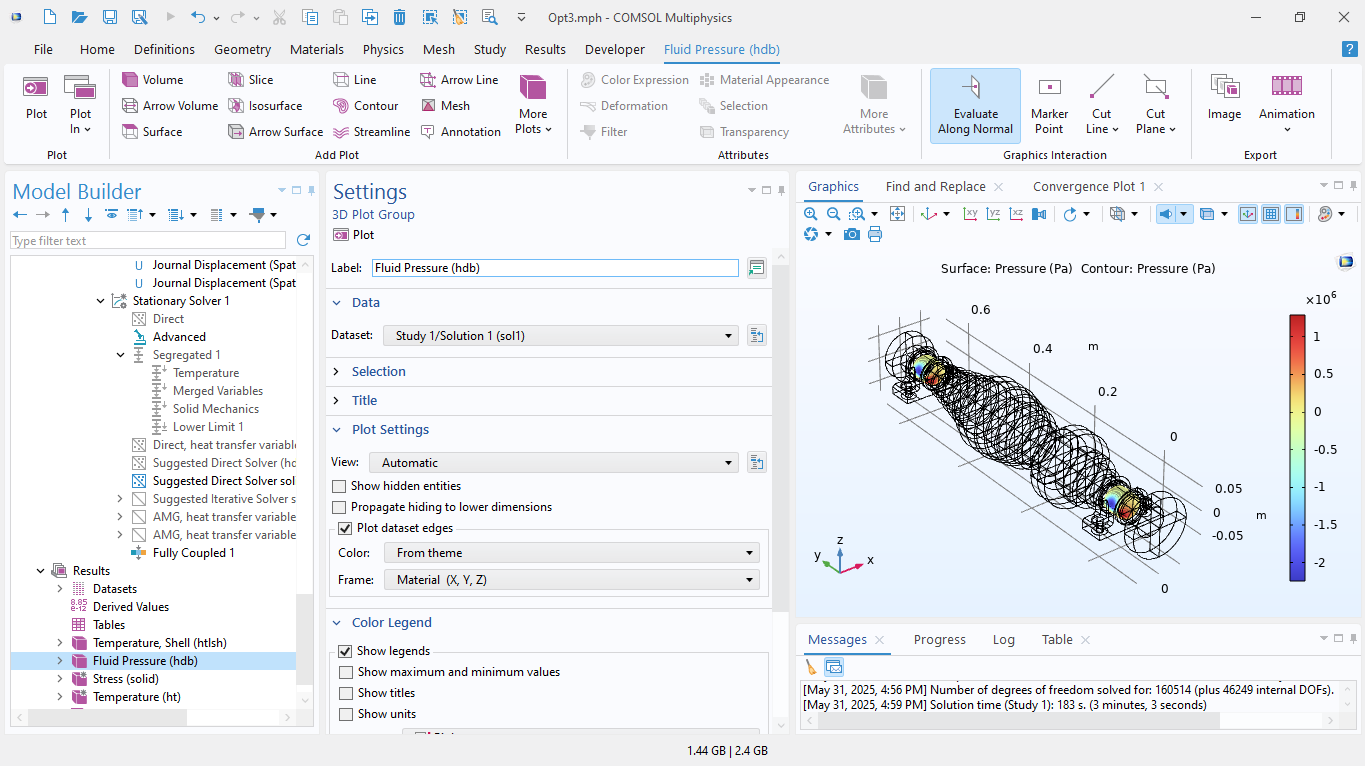 Opt3.mph - COMSOL Multiphysics
File Home Definitions Geometry Materials Physics Mesh Study Results Developer Fluid Pressure (hdb) ?
Plot
Plot In
Plot
Volume Slice Line Arrow Line
Arrow Volume Isosurface Contour Mesh
Surface Arrow Surface Streamline Annotation
More Plots
Add Plot
Color Expression Material Appearance
Deformation Selection
Filter Transparency
More Attributes
Attributes
Evaluate Along Normal
Marker Point
Cut Line
Cut Plane
Graphics Interaction
Image
Animation
Export
Model Builder
Type filter text
Journal Displacement (Spat
Journal Displacement (Spat
Stationary Solver 1
Direct
Advanced
Segregated 1
Temperature
Merged Variables
Solid Mechanics
Lower Limit 1
Direct, heat transfer variable
Suggested Direct Solver (hd
Suggested Direct Solver sol
Suggested Iterative Solver s
AMG, heat transfer variable
AMG, heat transfer variable
Fully Coupled 1
Results
Datasets
8.85
e-12
Derived Values
Tables
Temperature, Shell (htlsh)
Fluid Pressure (hdb)
Stress (solid)
Temperature (ht)
Settings
3D Plot Group
Plot
Label: Fluid Pressure (hdb)
Data
Dataset: Study 1/Solution 1 (sol1)
Selection
Title
Plot Settings
View: Automatic
Show hidden entities
Propagate hiding to lower dimensions
Plot dataset edges
Color: From theme
Frame: Material (X, Y, Z)
Color Legend
Show legends
Show maximum and minimum values
Show titles
Show units
Graphics Find and Replace Convergence Plot 1
xy yz xz
Surface: Pressure (Pa) Contour: Pressure (Pa)
×10⁶
0.6
0.4
m
0.2
0
0.05
0
m
-0.05
0
1
0.5
0
-0.5
-1
-1.5
-2
z
y
x
Messages Progress Log Table
[May 31, 2025, 4:56 PM] Number of degrees of freedom solved for: 160514 (plus 46249 internal DOFs).
[May 31, 2025, 4:59 PM] Solution time (Study 1): 183 s. (3 minutes, 3 seconds)
1.44 GB | 2.4 GB